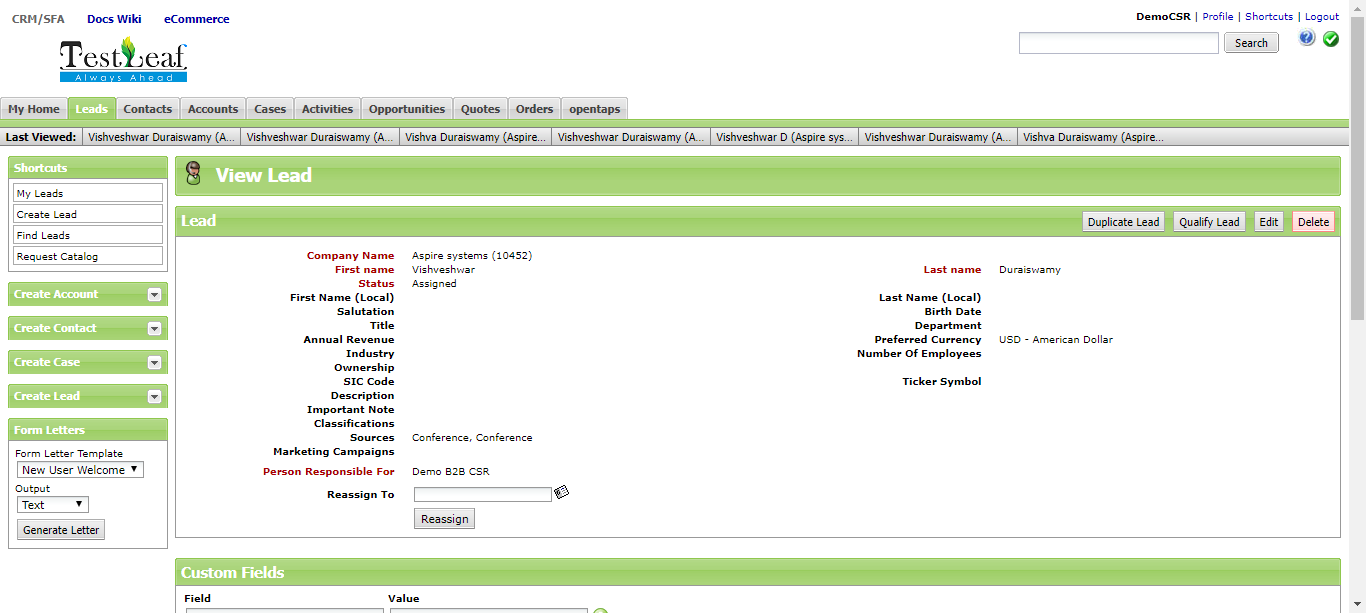 CRM/SFA Docs Wiki eCommerce
DemoCSR | Profile | Shortcuts | Logout
Search
TestLeaf
Always Ahead
My Home Leads Contacts Accounts Cases Activities Opportunities Quotes Orders opentaps
Last Viewed: Vishveshwar Duraiswamy (A... Vishveshwar Duraiswamy (A... Vishva Duraiswamy (Aspire... Vishveshwar Duraiswamy (A... Vishveshwar D (Aspire sys... Vishveshwar Duraiswamy (A... Vishva Duraiswamy (Aspire...
Shortcuts
My Leads
Create Lead
Find Leads
Request Catalog
Create Account
Create Contact
Create Case
Create Lead
Form Letters
Form Letter Template
New User Welcome
Output
Text
Generate Letter
View Lead
Lead Duplicate Lead Qualify Lead Edit Delete
Company Name Aspire systems (10452)
First name Vishveshwar Last name Duraiswamy
Status Assigned
First Name (Local) Last Name (Local)
Salutation Birth Date
Title Department
Annual Revenue Preferred Currency USD - American Dollar
Industry Number Of Employees
Ownership
SIC Code Ticker Symbol
Description
Important Note
Classifications
Sources Conference, Conference
Marketing Campaigns
Person Responsible For Demo B2B CSR
Reassign To
Reassign
Custom Fields
Field Value